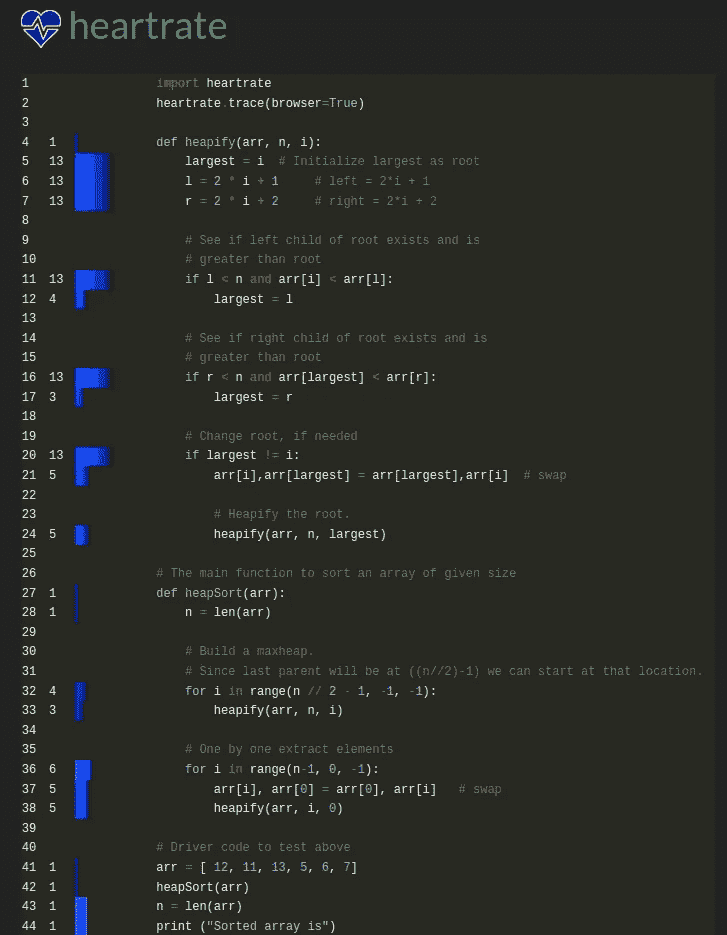 heartrate
1 import heartrate
2 heartrate.trace(browser=True)
3
4 1 def heapify(arr, n, i):
5 13 largest = i # Initialize largest as root
6 13 l = 2 * i + 1 # left = 2*i + 1
7 13 r = 2 * i + 2 # right = 2*i + 2
8
9 # See if left child of root exists and is
10 # greater than root
11 13 if l < n and arr[i] < arr[l]:
12 4 largest = l
13
14 # See if right child of root exists and is
15 # greater than root
16 13 if r < n and arr[largest] < arr[r]:
17 3 largest = r
18
19 # Change root, if needed
20 13 if largest != i:
21 5 arr[i],arr[largest] = arr[largest],arr[i] # swap
22
23 # Heapify the root.
24 5 heapify(arr, n, largest)
25
26 # The main function to sort an array of given size
27 1 def heapSort(arr):
28 1 n = len(arr)
29
30 # Build a maxheap.
31 # Since last parent will be at ((n//2)-1) we can start at that location.
32 4 for i in range(n // 2 - 1, -1, -1):
33 3 heapify(arr, n, i)
34
35 # One by one extract elements
36 6 for i in range(n-1, 0, -1):
37 5 arr[i], arr[0] = arr[0], arr[i] # swap
38 5 heapify(arr, i, 0)
39
40 # Driver code to test above
41 1 arr = [ 12, 11, 13, 5, 6, 7]
42 1 heapSort(arr)
43 1 n = len(arr)
44 1 print ("Sorted array is")